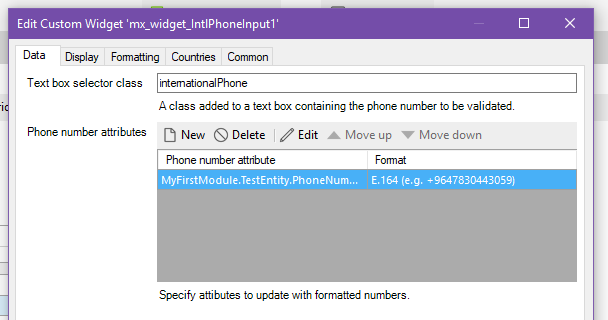 Edit Custom Widget 'mx_widget_IntlPhoneInput1'
Data Display Formatting Countries Common
Text box selector class internationalPhone
A class added to a text box containing the phone number to be validated.
Phone number attributes New Delete Edit Move up Move down
Phone number attribute Format
MyFirstModule.TestEntity.PhoneNum... E.164 (e.g. +9647830443059)
Specify attibutes to update with formatted numbers.